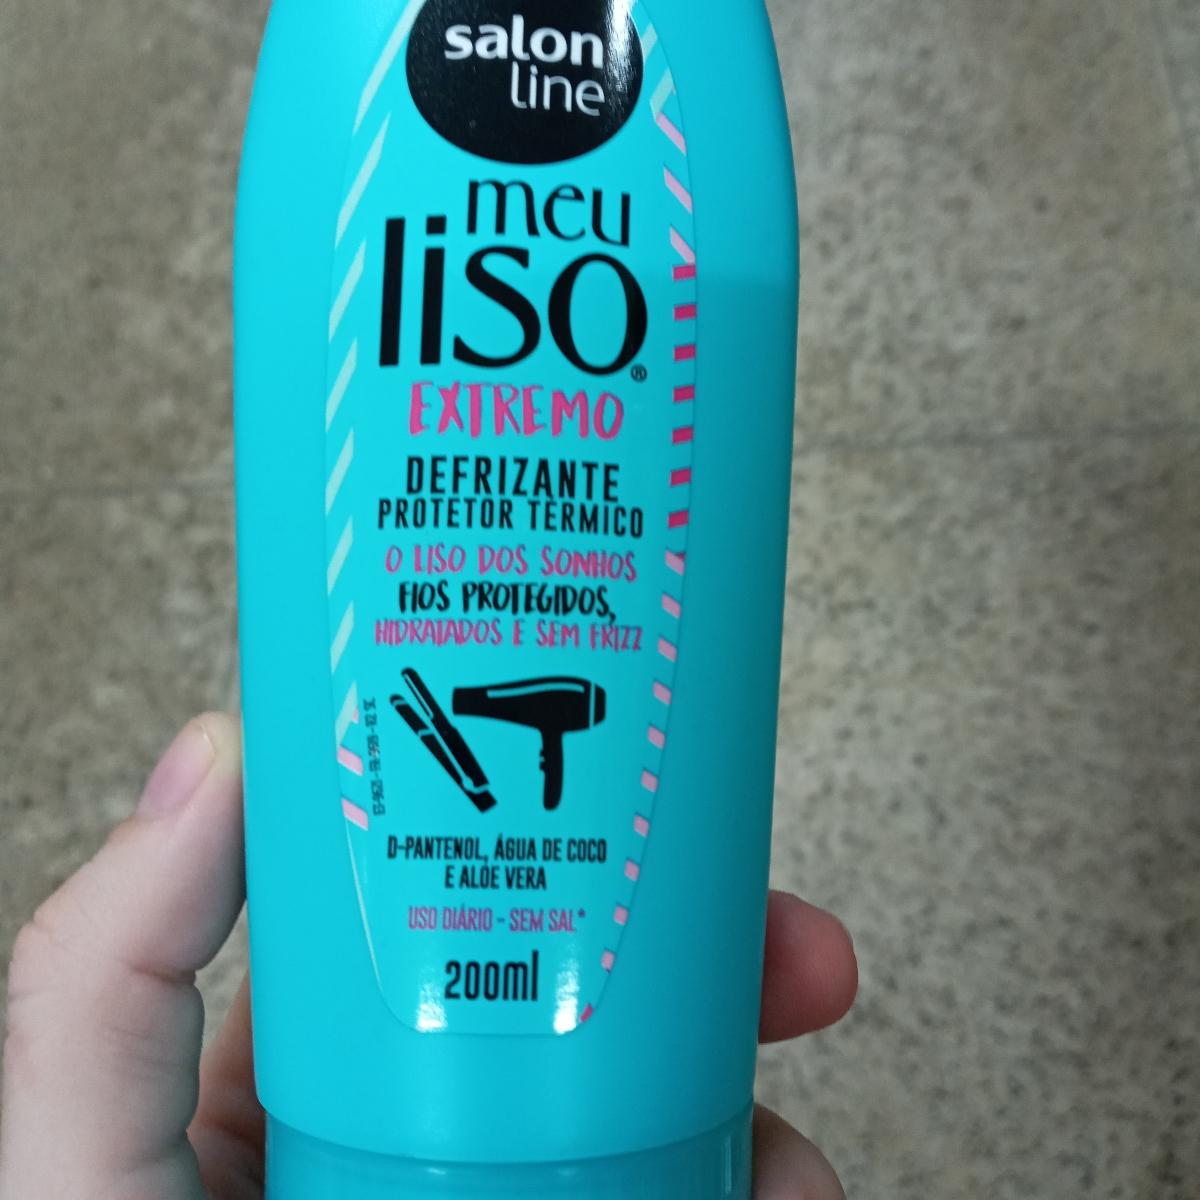 salon
line
meu
liso®
EXTREMO
DEFRIZANTE
PROTETOR TÉRMICO
O LISO DOS SONHOS
FIOS PROTEGIDOS,
HIDRATADOS E SEM FRIZZ
D-PANTENOL, ÁGUA DE COCO
E ALOE VERA
USO DIÁRIO - SEM SAL*
200ml